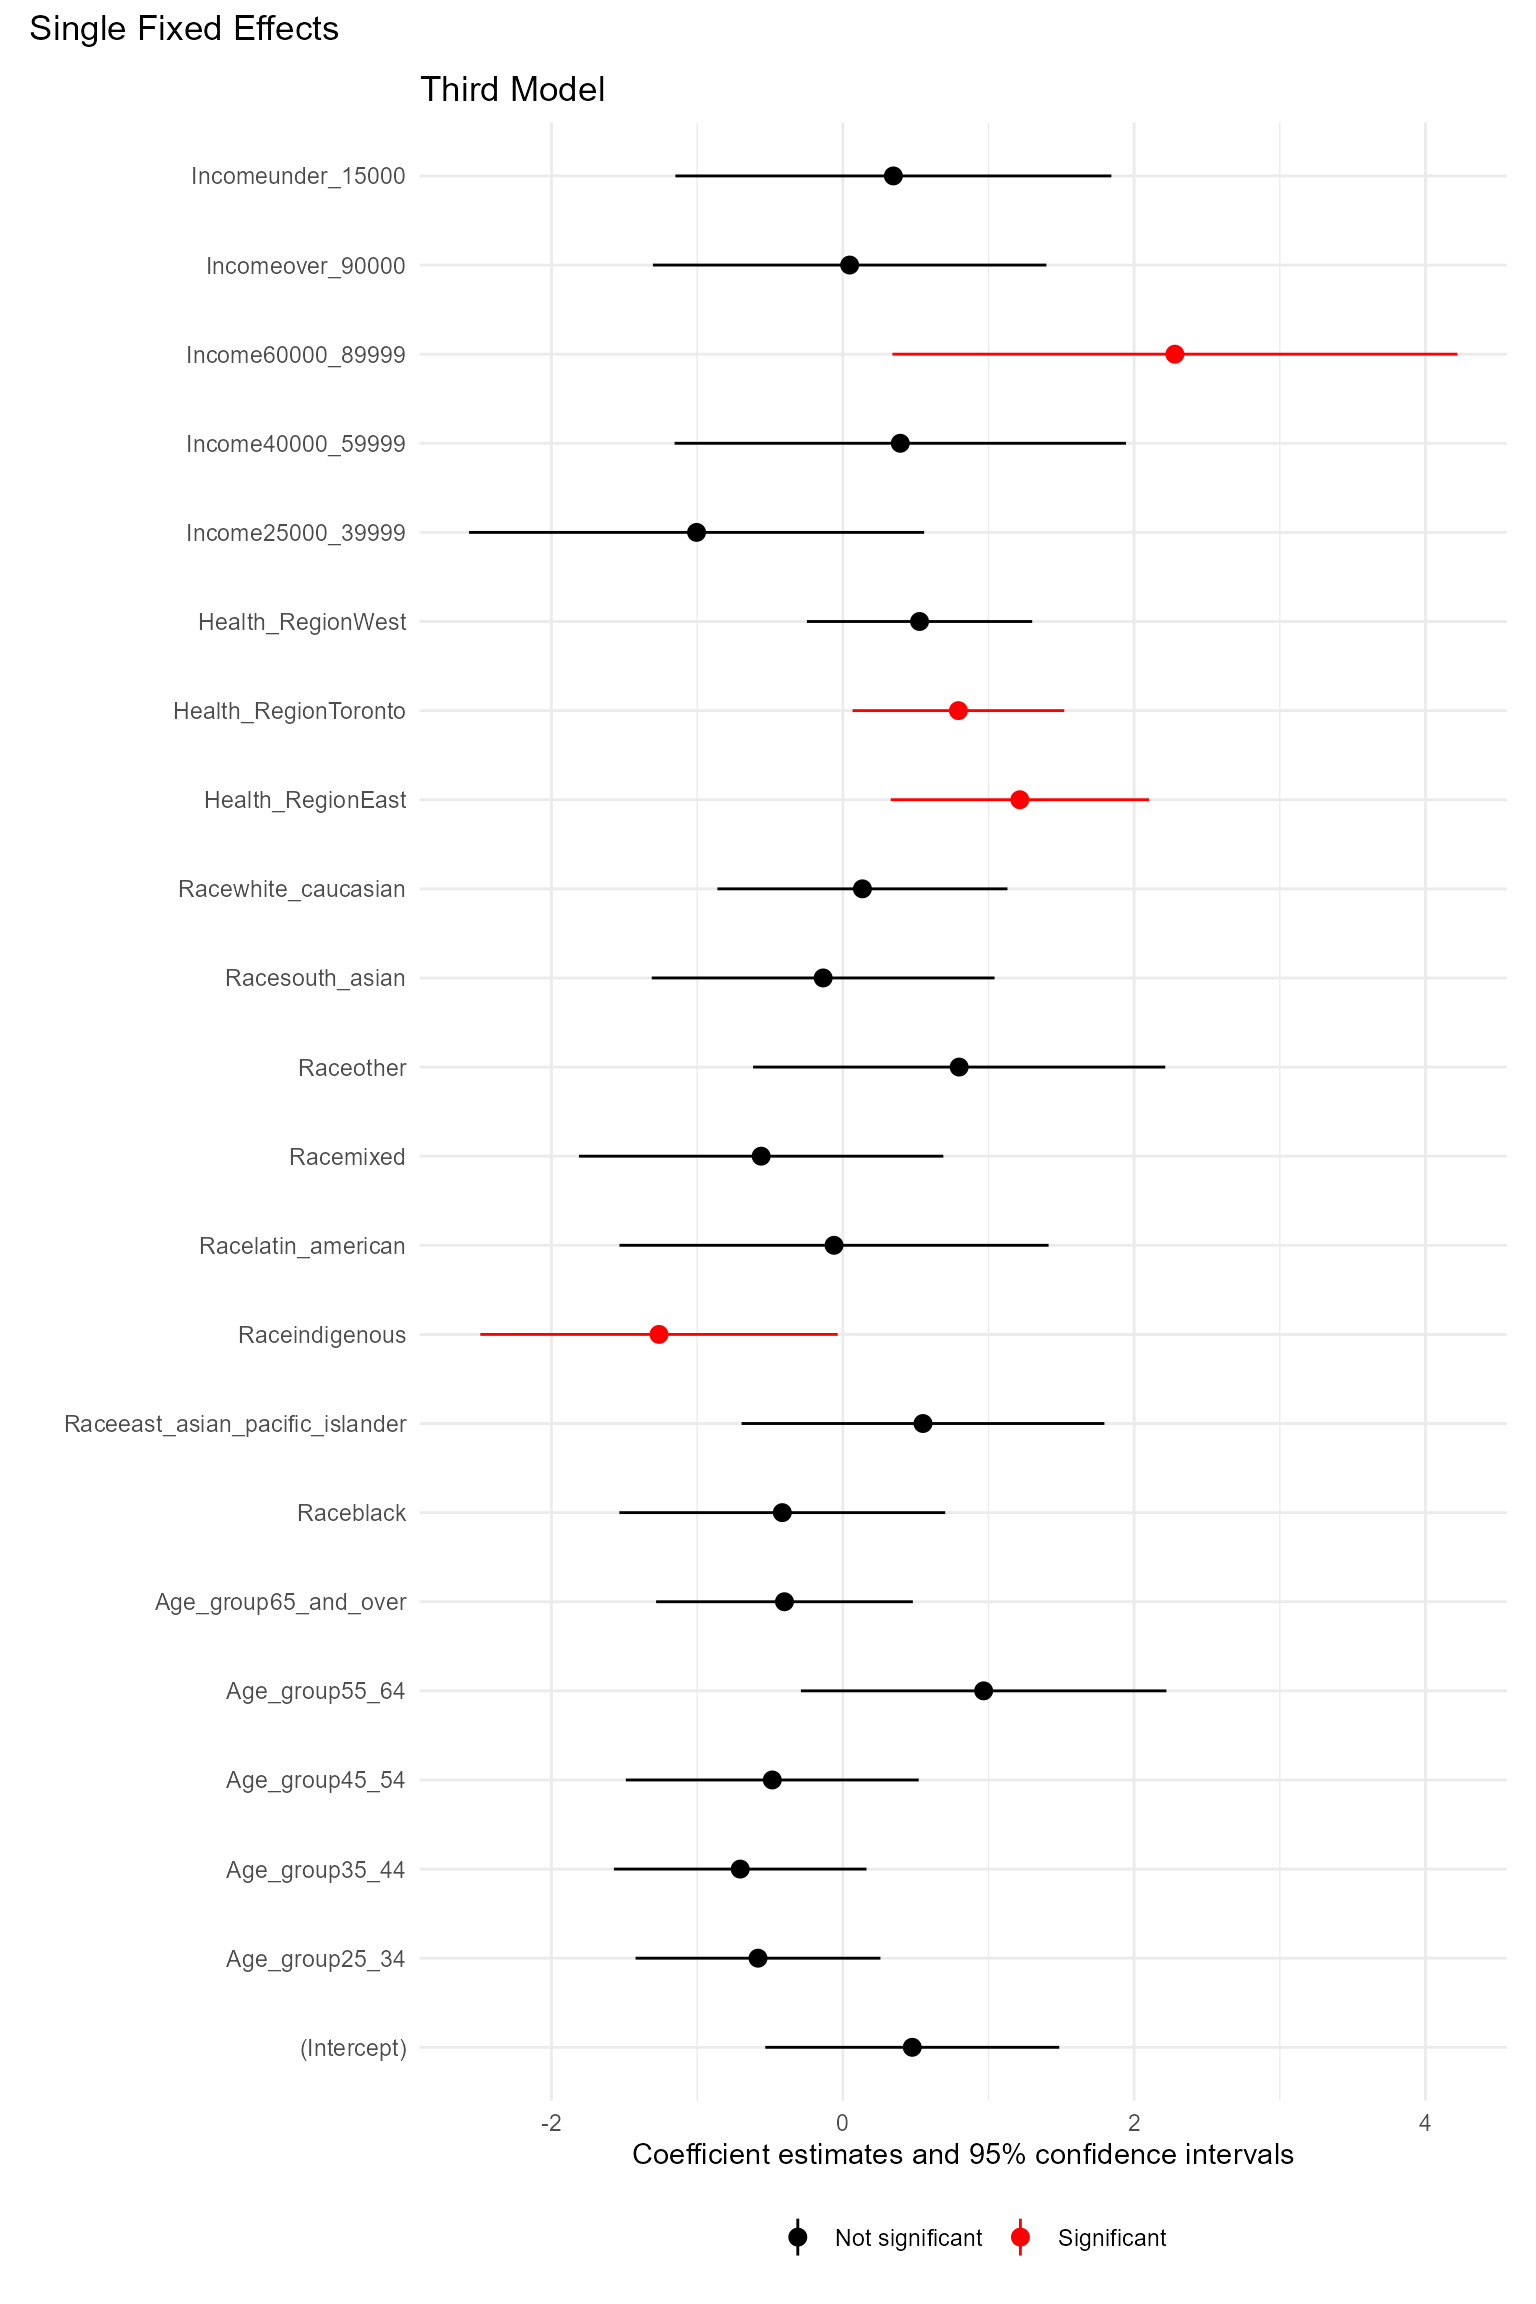 Single Fixed Effects
Third Model
Incomeunder_15000
Incomeover_90000
Income60000_89999
Income40000_59999
Income25000_39999
Health_RegionWest
Health_RegionToronto
Health_RegionEast
Racewhite_caucasian
Racesouth_asian
Raceother
Racemixed
Racelatin_american
Raceindigenous
Raceeast_asian_pacific_islander
Raceblack
Age_group65_and_over
Age_group55_64
Age_group45_54
Age_group35_44
Age_group25_34
(Intercept)
-2 0 2 4
Coefficient estimates and 95% confidence intervals
Not significant Significant